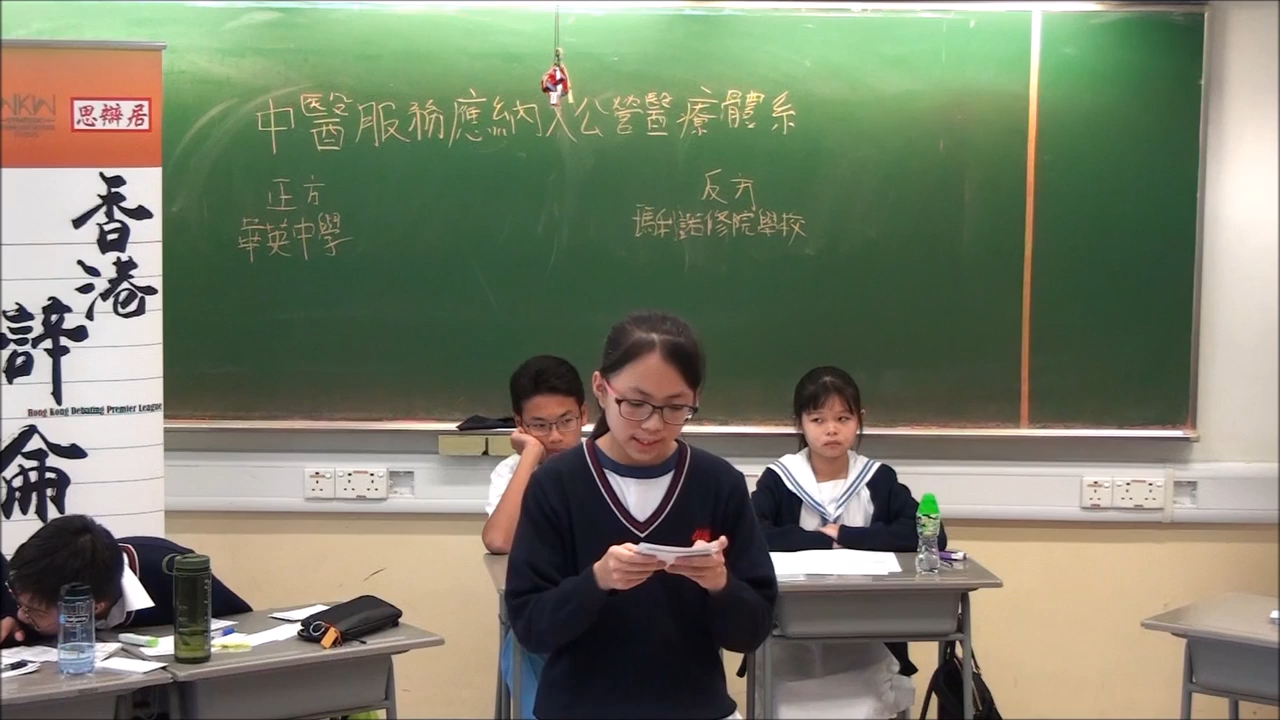 中醫服務應納入公營醫療體系
正方
華英中學
反方
瑪利諾修院學校
WKW
思辯居
香港
辯論
Hong Kong Debating Premier League